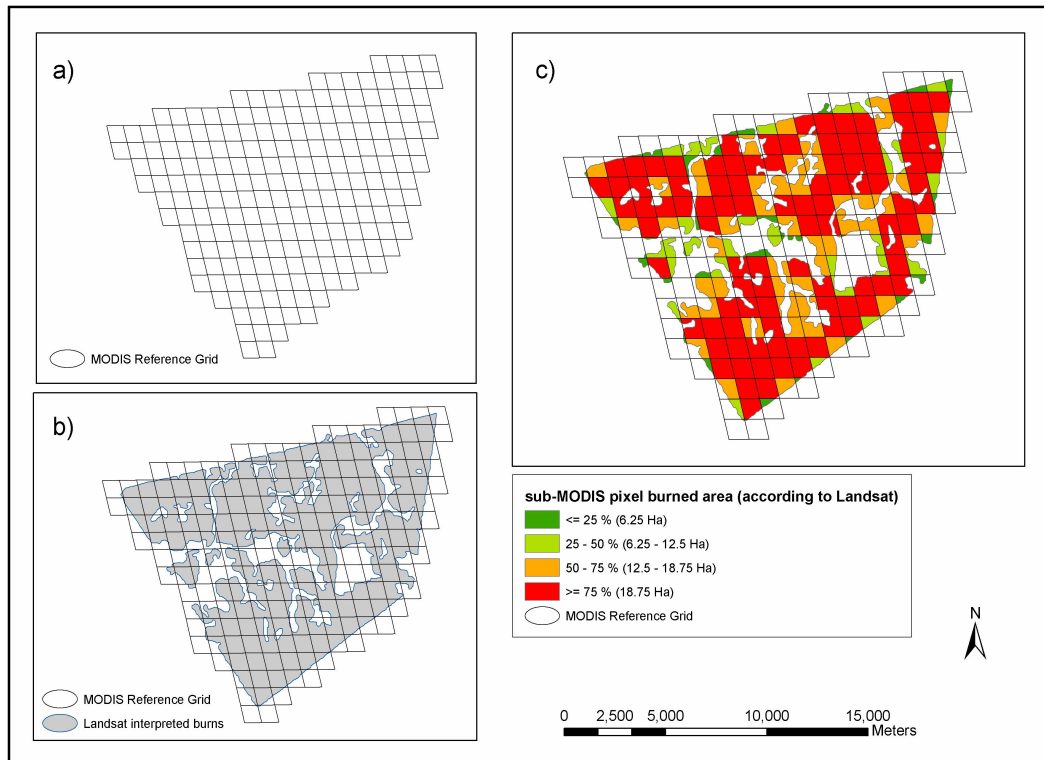 a)
MODIS Reference Grid
b)
MODIS Reference Grid
Landsat interpreted burns
c)
sub-MODIS pixel burned area (according to Landsat)
<= 25 % (6.25 Ha)
25 - 50 % (6.25 - 12.5 Ha)
50 - 75 % (12.5 - 18.75 Ha)
>= 75 % (18.75 Ha)
MODIS Reference Grid
N
0 2,500 5,000 10,000 15,000
Meters